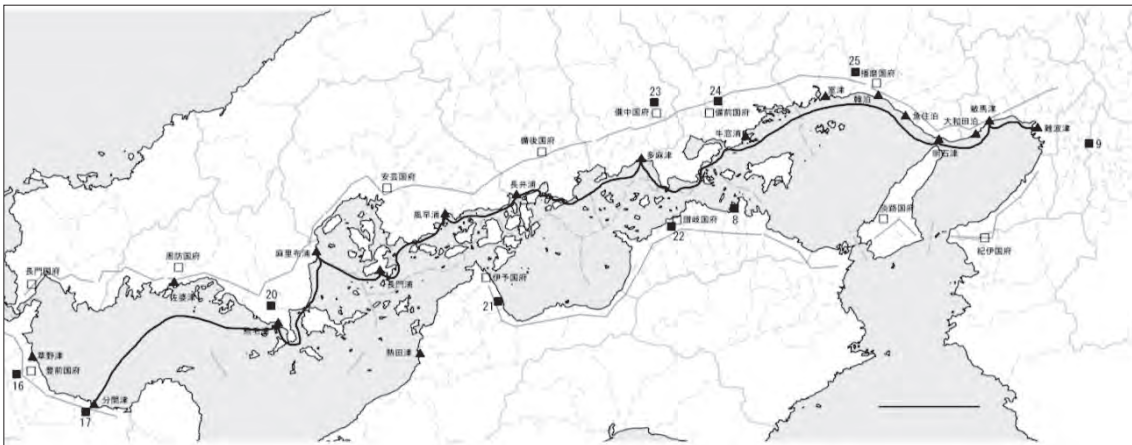 25
播磨国府
室津
韓泊
魚住泊
大和田泊
敏馬津
難波津
明石津
9
23
備中国府
24
備前国府
牛窓浦
備後国府
多麻津
安芸国府
長井浦
風早浦
8
讃岐国府
22
淡路国府
紀伊国府
周防国府
麻里布浦
長門浦
伊予国府
21
長門国府
佐婆津
20
熱田津
草野津
豊前国府
16
分間津
17